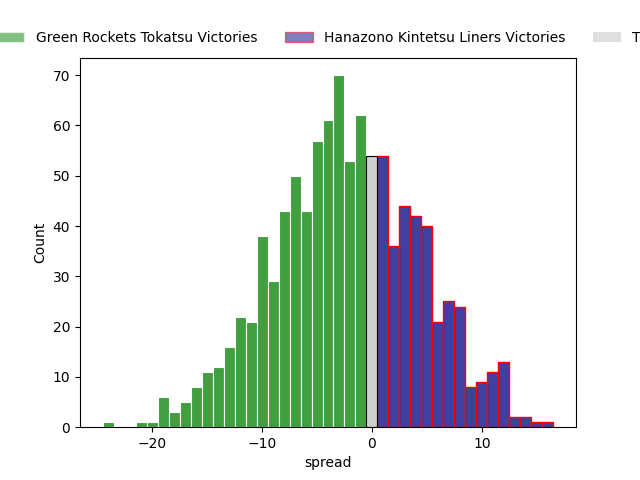 Green Rockets Tokatsu Victories Hanazono Kintetsu Liners Victories T
70
60
50
40
30
20
10
0
Count
−20 −10 0 10
spread